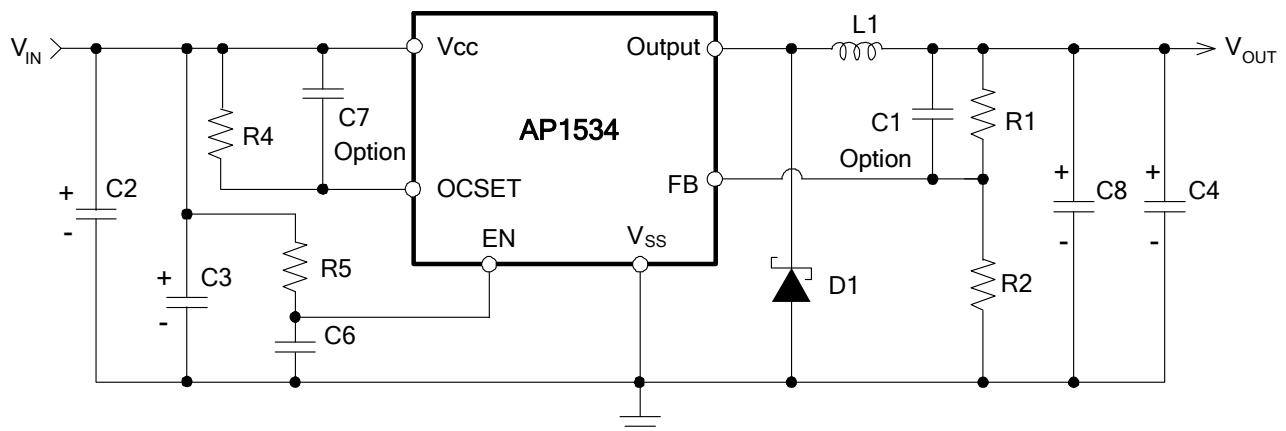 L1
V_IN
Vcc
Output
V_OUT
C7
Option
R4
AP1534
C1
Option
R1
OCSET
FB
+
C2
-
+
C8
-
+
C4
-
EN
V_SS
R5
+
C3
-
D1
R2
C6